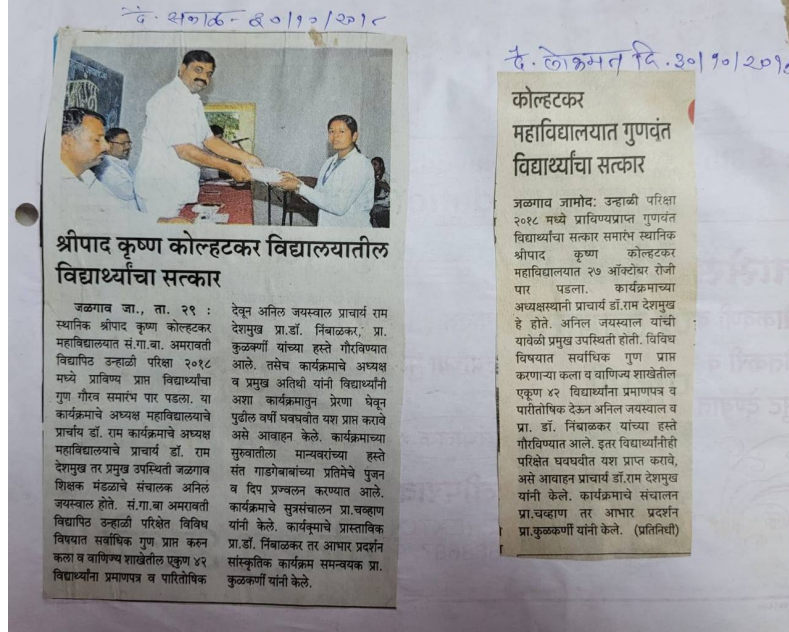 दै. सकाळ - ३०/१०/२०१८
श्रीपाद कृष्ण कोल्हटकर विद्यालयातील
विद्यार्थ्यांचा सत्कार
जळगाव जा., ता. २९ :
स्थानिक श्रीपाद कृष्ण कोल्हटकर
महाविद्यालयात सं.गा.बा. अमरावती
विद्यापिठ उन्हाळी परिक्षा २०१८
मध्ये प्राविण्य प्राप्त विद्यार्थ्यांचा
गुण गौरव समारंभ पार पडला. या
कार्यक्रमाचे अध्यक्ष महाविद्यालयाचे
प्राचार्य डॉ. राम कार्यक्रमाचे अध्यक्ष
महाविद्यालयाचे प्राचार्य डॉ. राम
देशमुख तर प्रमुख उपस्थिती जळगाव
शिक्षक मंडळाचे संचालक अनिल
जयस्वाल होते. सं.गा.बा अमरावती
विद्यापिठ उन्हाळी परिक्षेत विविध
विषयात सर्वाधिक गुण प्राप्त करुन
कला व वाणिज्य शाखेतील एकुण ४२
विद्यार्थ्यांना प्रमाणपत्र व पारितोषिक
देवून अनिल जयस्वाल प्राचार्य राम
देशमुख प्रा.डॉ. निंबाळकर, प्रा.
कुळकर्णी यांच्या हस्ते गौरविण्यात
आले. तसेच कार्यक्रमाचे अध्यक्ष
व प्रमुख अतिथी यांनी विद्यार्थ्यांनी
अशा कार्यक्रमातुन प्रेरणा घेवून
पुढील वर्षी घवघवीत यश प्राप्त करावे
असे आवाहन केले. कार्यक्रमाच्या
सुरुवातीला मान्यवरांच्या हस्ते
संत गाडगेबाबांच्या प्रतिमेचे पुजन
व दिप प्रज्वलन करण्यात आले.
कार्यक्रमाचे सुत्रसंचालन प्रा.चव्हाण
यांनी केले. कार्यक्रमाचे प्रास्ताविक
प्रा.डॉ. निंबाळकर तर आभार प्रदर्शन
सांस्कृतिक कार्यक्रम समन्वयक प्रा.
कुळकर्णी यांनी केले.
दै. लोकमत दि. ३०/१०/२०१८
कोल्हटकर
महाविद्यालयात गुणवंत
विद्यार्थ्यांचा सत्कार
जळगाव जामोद: उन्हाळी परिक्षा
२०१८ मध्ये प्राविण्यप्राप्त गुणवंत
विद्यार्थ्यांचा सत्कार समारंभ स्थानिक
श्रीपाद कृष्ण कोल्हटकर
महाविद्यालयात २७ ऑक्टोबर रोजी
पार पडला. कार्यक्रमाच्या
अध्यक्षस्थानी प्राचार्य डॉ.राम देशमुख
हे होते. अनिल जयस्वाल यांची
यावेळी प्रमुख उपस्थिती होती. विविध
विषयात सर्वाधिक गुण प्राप्त
करणाऱ्या कला व वाणिज्य शाखेतील
एकूण ४२ विद्यार्थ्यांना प्रमाणपत्र व
पारीतोषिक देऊन अनिल जयस्वाल व
प्रा. डॉ. निंबाळकर यांच्या हस्ते
गौरविण्यात आले. इतर विद्यार्थ्यांनीही
परिक्षेत घवघवीत यश प्राप्त करावे,
असे आवाहन प्राचार्य डॉ.राम देशमुख
यांनी केले. कार्यक्रमाचे संचालन
प्रा.चव्हाण तर आभार प्रदर्शन
प्रा.कुळकर्णी यांनी केले. (प्रतिनिधी)